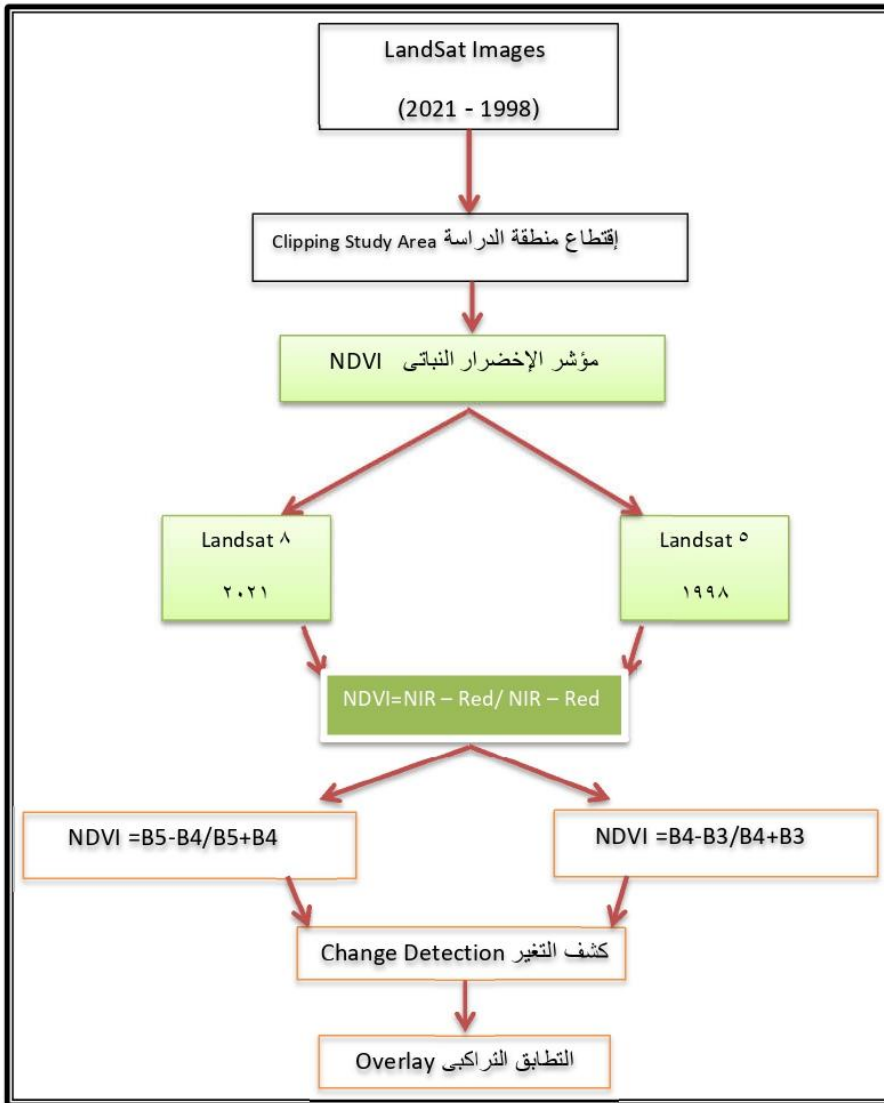 LandSat Images
(2021 - 1998)
إقتطاع منطقة الدراسة Clipping Study Area
مؤشر الإخضرار النباتى NDVI
Landsat ٨
٢٠٢١
Landsat ٥
١٩٩٨
NDVI=NIR – Red/ NIR – Red
NDVI =B5-B4/B5+B4
NDVI =B4-B3/B4+B3
كشف التغير Change Detection
التطابق التراكبى Overlay